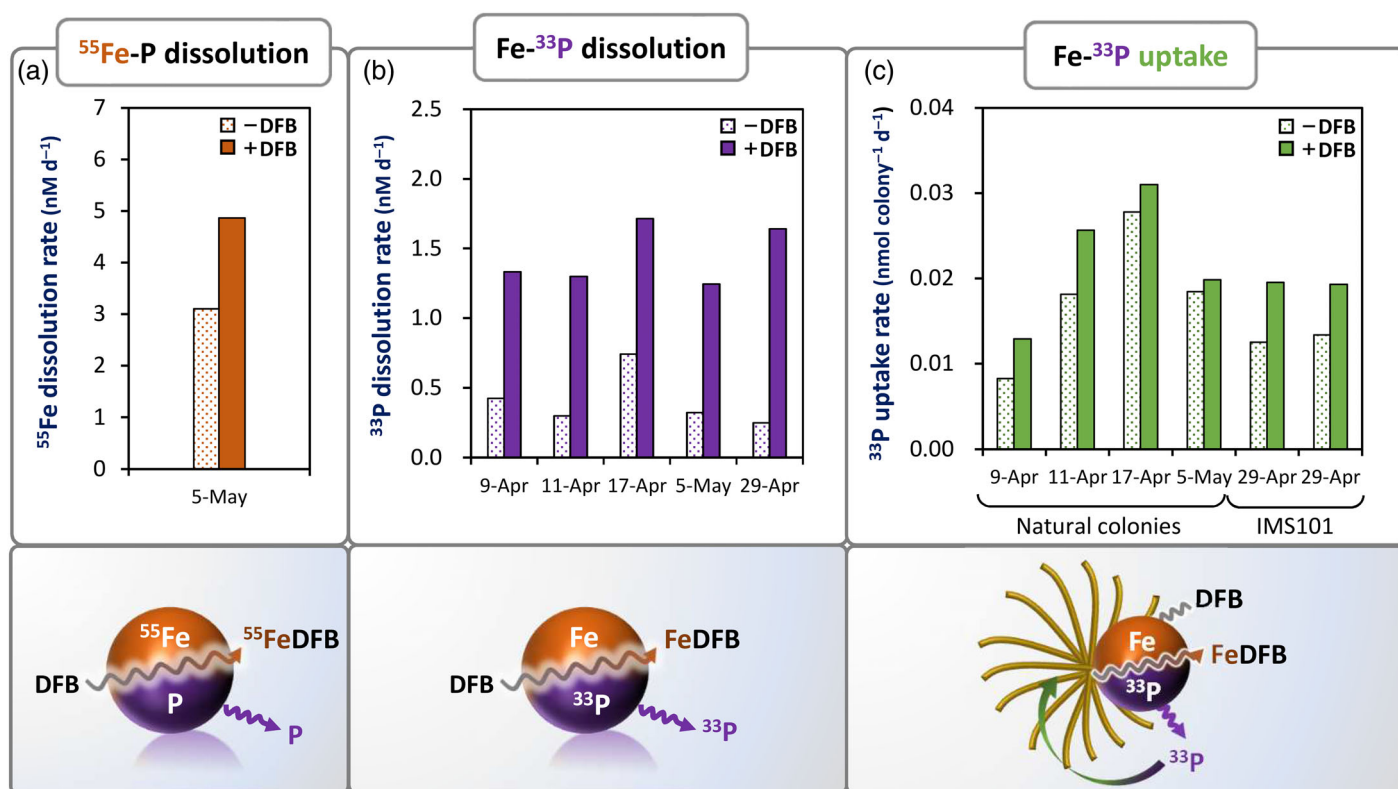 (a)
⁵⁵Fe-P dissolution
⁵⁵Fe dissolution rate (nM d⁻¹)
7
6
5
4
3
2
1
0
−DFB
+DFB
5-May
⁵⁵Fe
P
DFB
⁵⁵FeDFB
P
(b)
Fe-³³P dissolution
³³P dissolution rate (nM d⁻¹)
2.5
2.0
1.5
1.0
0.5
0.0
−DFB
+DFB
9-Apr 11-Apr 17-Apr 5-May 29-Apr
Fe
³³P
DFB
FeDFB
³³P
(c)
Fe-³³P uptake
³³P uptake rate (nmol colony⁻¹ d⁻¹)
0.04
0.03
0.02
0.01
0.00
−DFB
+DFB
9-Apr 11-Apr 17-Apr 5-May 29-Apr 29-Apr
Natural colonies IMS101
DFB
Fe
FeDFB
³³P
³³P